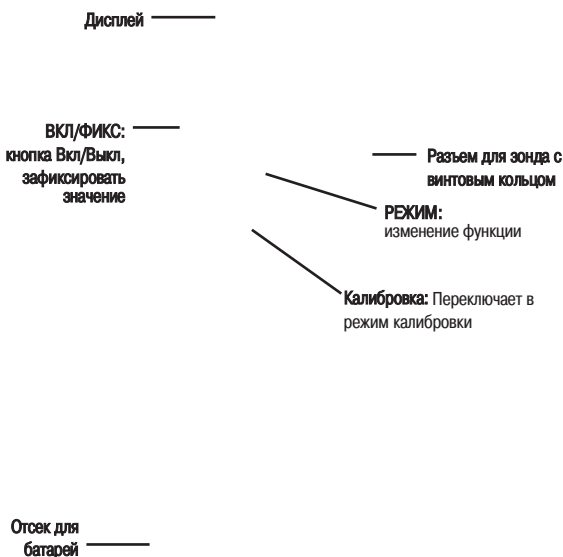 Дисплей
ВКЛ/ФИКС:
кнопка Вкл/Выкл,
зафиксировать
значение
Разъем для зонда с
винтовым кольцом
РЕЖИМ:
изменение функции
Калибровка: Переключает в
режим калибровки
Отсек для
батарей